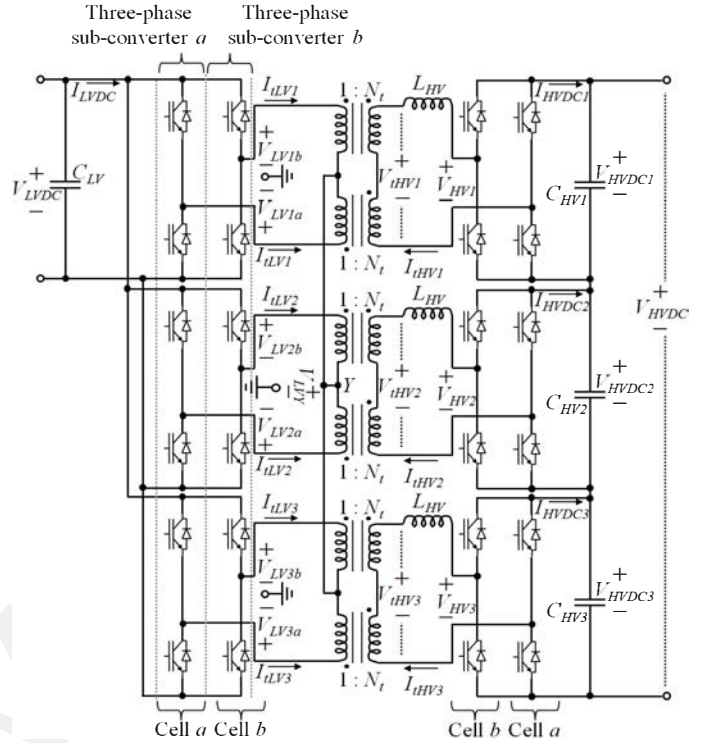 Three-phase
sub-converter a
Three-phase
sub-converter b
I_LVDC
I_tLV1
1 : N_t
L_HV
I_HVDC1
+
V_LV1b
−
+
V_LVDC
−
C_LV
V_tHV1
+
−
+
V_HV1
−
C_HV1
+
V_HVDC1
−
−
V_LV1a
+
I_tLV1
1 : N_t
I_tHV1
I_tLV2
1 : N_t
L_HV
I_HVDC2
+
V_HVDC
−
+
V_LV2b
−
+
V_LVY
−
Y
V_tHV2
+
−
+
V_HV2
−
C_HV2
+
V_HVDC2
−
−
V_LV2a
+
I_tLV2
1 : N_t
I_tHV2
I_tLV3
1 : N_t
L_HV
I_HVDC3
+
V_LV3b
−
V_tHV3
+
−
+
V_HV3
−
C_HV3
+
V_HVDC3
−
−
V_LV3a
+
I_tLV3
1 : N_t
I_tHV3
Cell a
Cell b
Cell b
Cell a